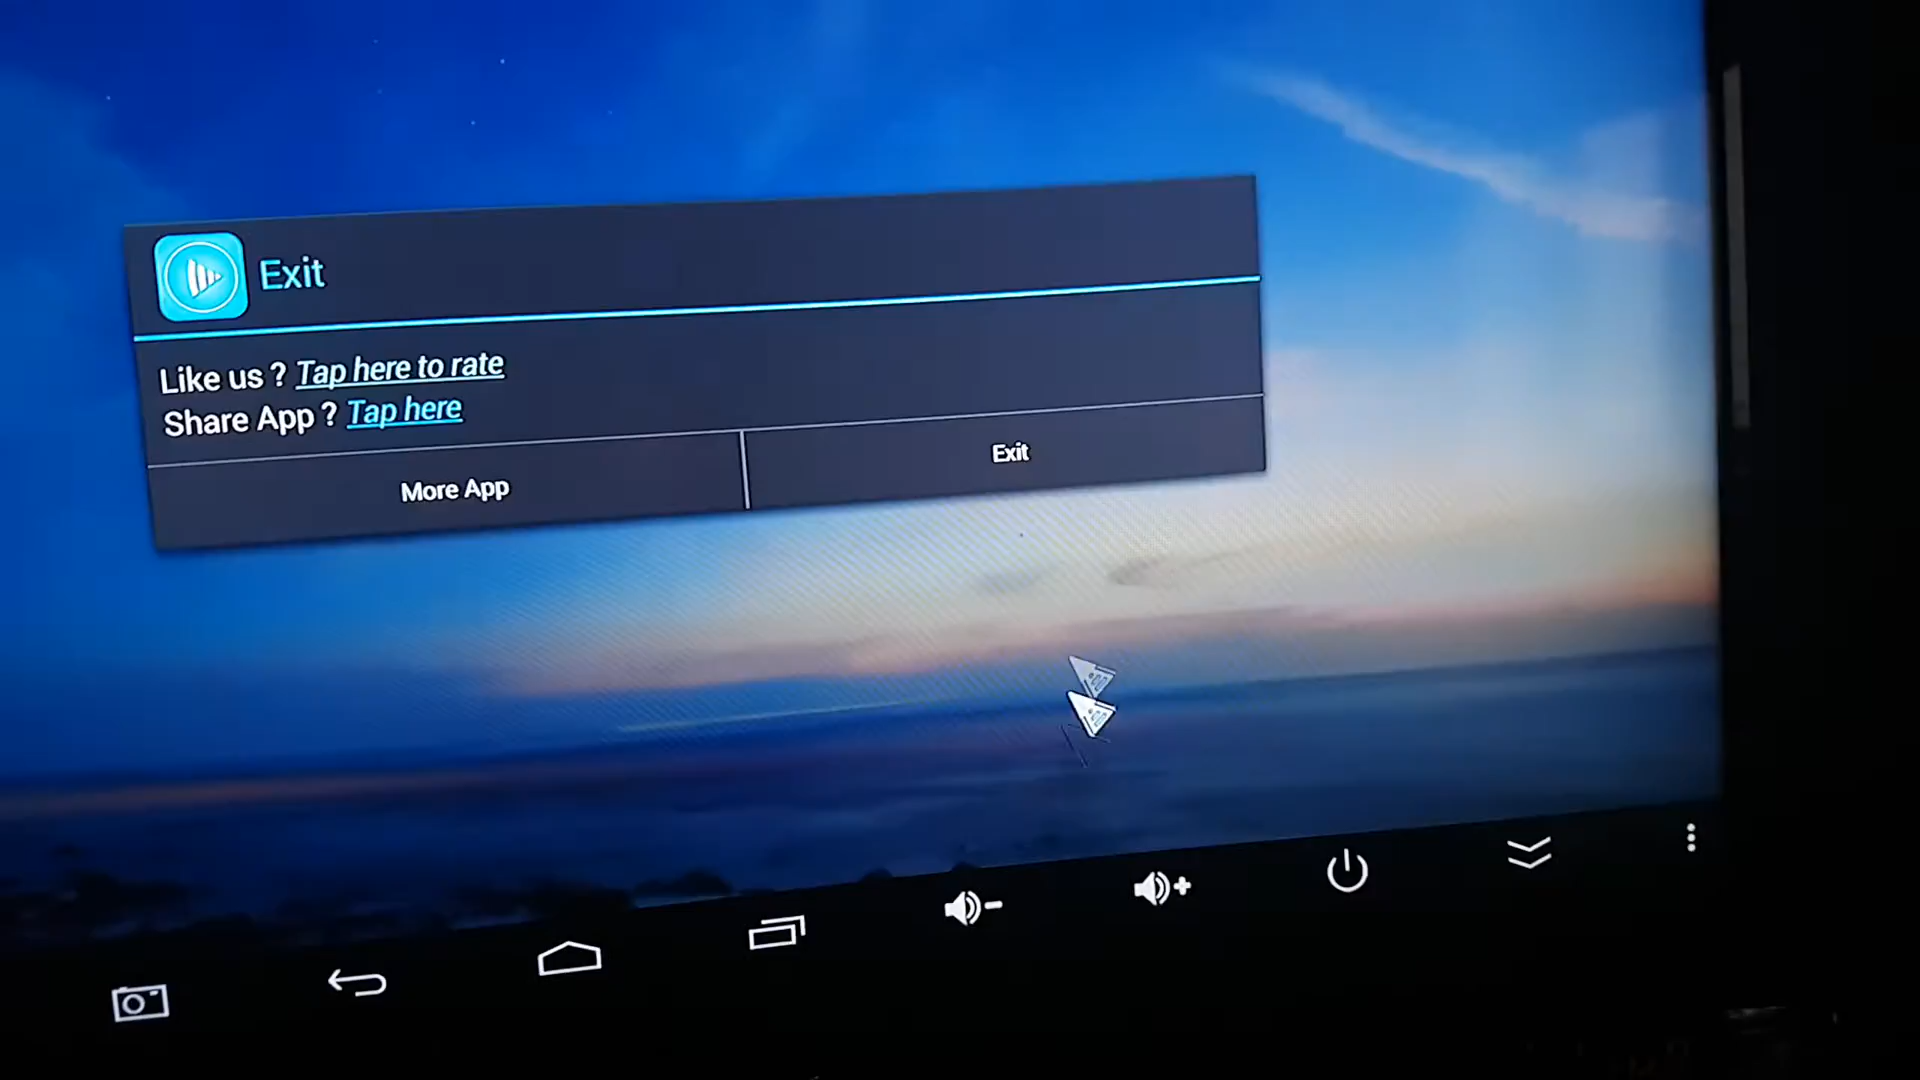 Exit
Like us ? Tap here to rate
Share App ? Tap here
More App
Exit